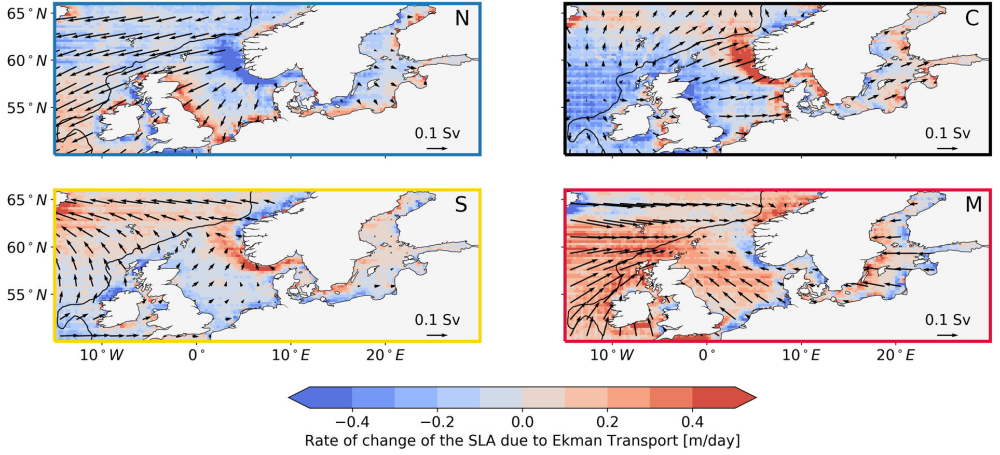 65°N
60°N
55°N
N
0.1 Sv
C
0.1 Sv
65°N
60°N
55°N
S
0.1 Sv
M
0.1 Sv
10°W 0° 10°E 20°E
10°W 0° 10°E 20°E
−0.4 −0.2 0.0 0.2 0.4
Rate of change of the SLA due to Ekman Transport [m/day]